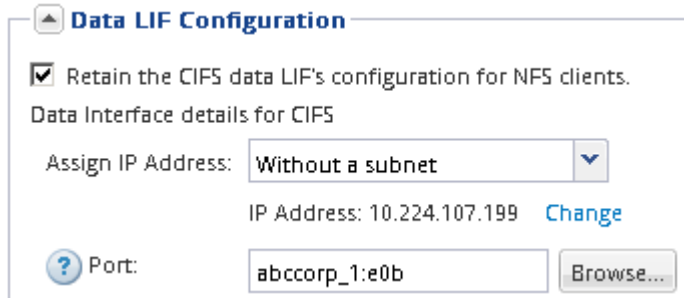 Data LIF Configuration
Retain the CIFS data LIF's configuration for NFS clients.
Data Interface details for CIFS
Assign IP Address: Without a subnet
IP Address: 10.224.107.199 Change
? Port: abccorp_1:e0b Browse...